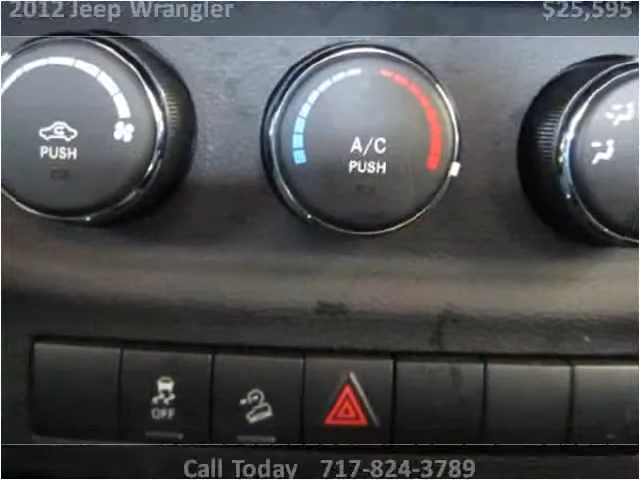 2012 Jeep Wrangler $25,595
A/C
PUSH PUSH
OFF
Call Today 717-824-3789